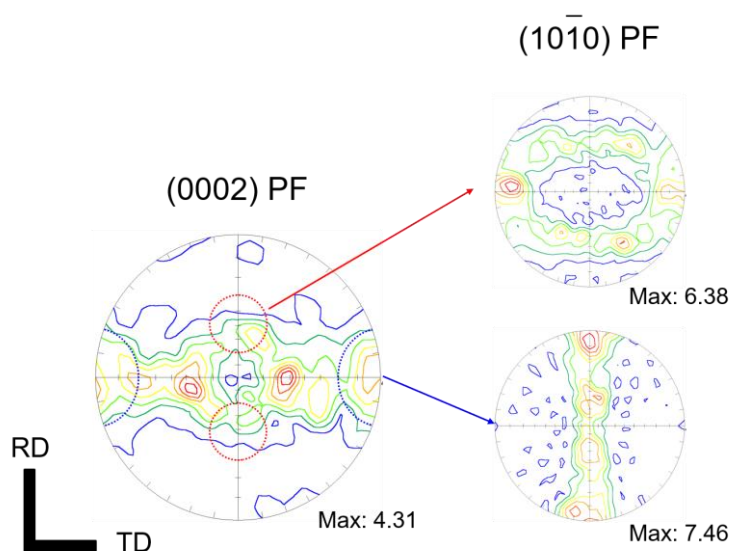 (101̄0) PF
(0002) PF
Max: 6.38
RD
TD
Max: 4.31
Max: 7.46